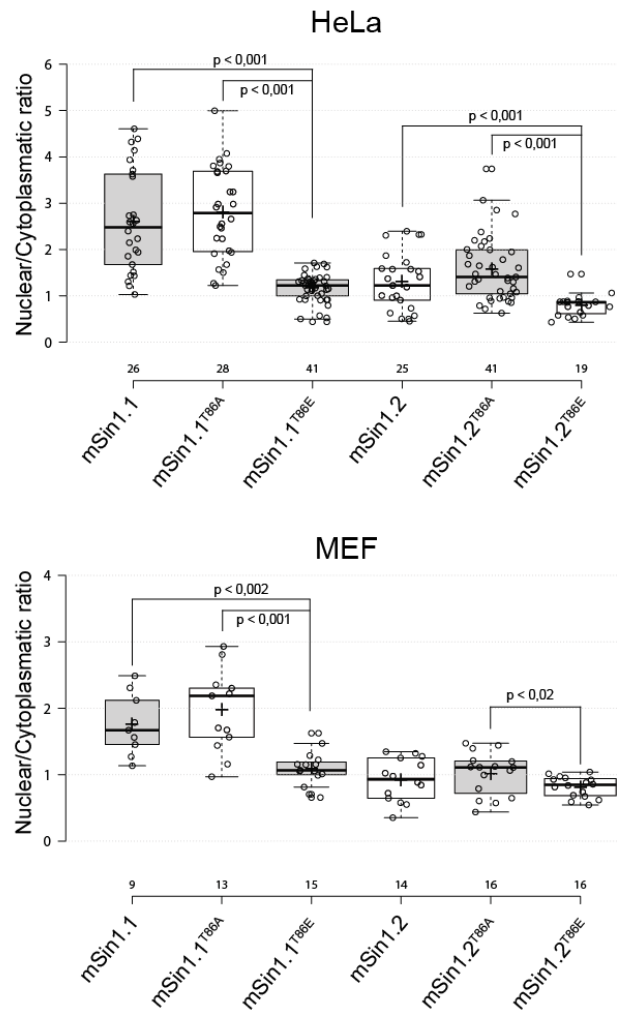 HeLa
Nuclear/Cytoplasmatic ratio
6
5
4
3
2
1
0
p < 0,001
p < 0,001
p < 0,001
p < 0,001
26 28 41 25 41 19
mSin1.1 mSin1.1T86A mSin1.1T86E mSin1.2 mSin1.2T86A mSin1.2T86E
MEF
Nuclear/Cytoplasmatic ratio
4
3
2
1
0
p < 0,002
p < 0,001
p < 0,02
9 13 15 14 16 16
mSin1.1 mSin1.1T86A mSin1.1T86E mSin1.2 mSin1.2T86A mSin1.2T86E